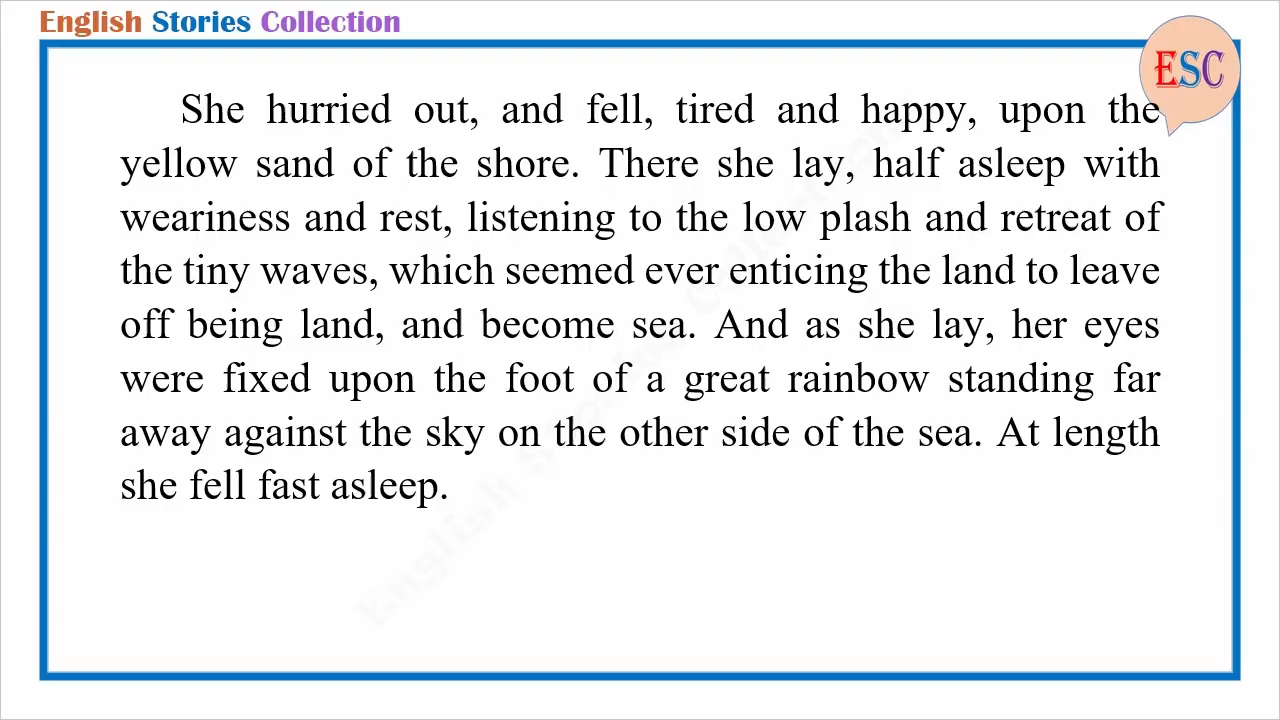 English Stories Collection
ESC
She hurried out, and fell, tired and happy, upon the
yellow sand of the shore. There she lay, half asleep with
weariness and rest, listening to the low plash and retreat of
the tiny waves, which seemed ever enticing the land to leave
off being land, and become sea. And as she lay, her eyes
were fixed upon the foot of a great rainbow standing far
away against the sky on the other side of the sea. At length
she fell fast asleep.
English Stories Collection